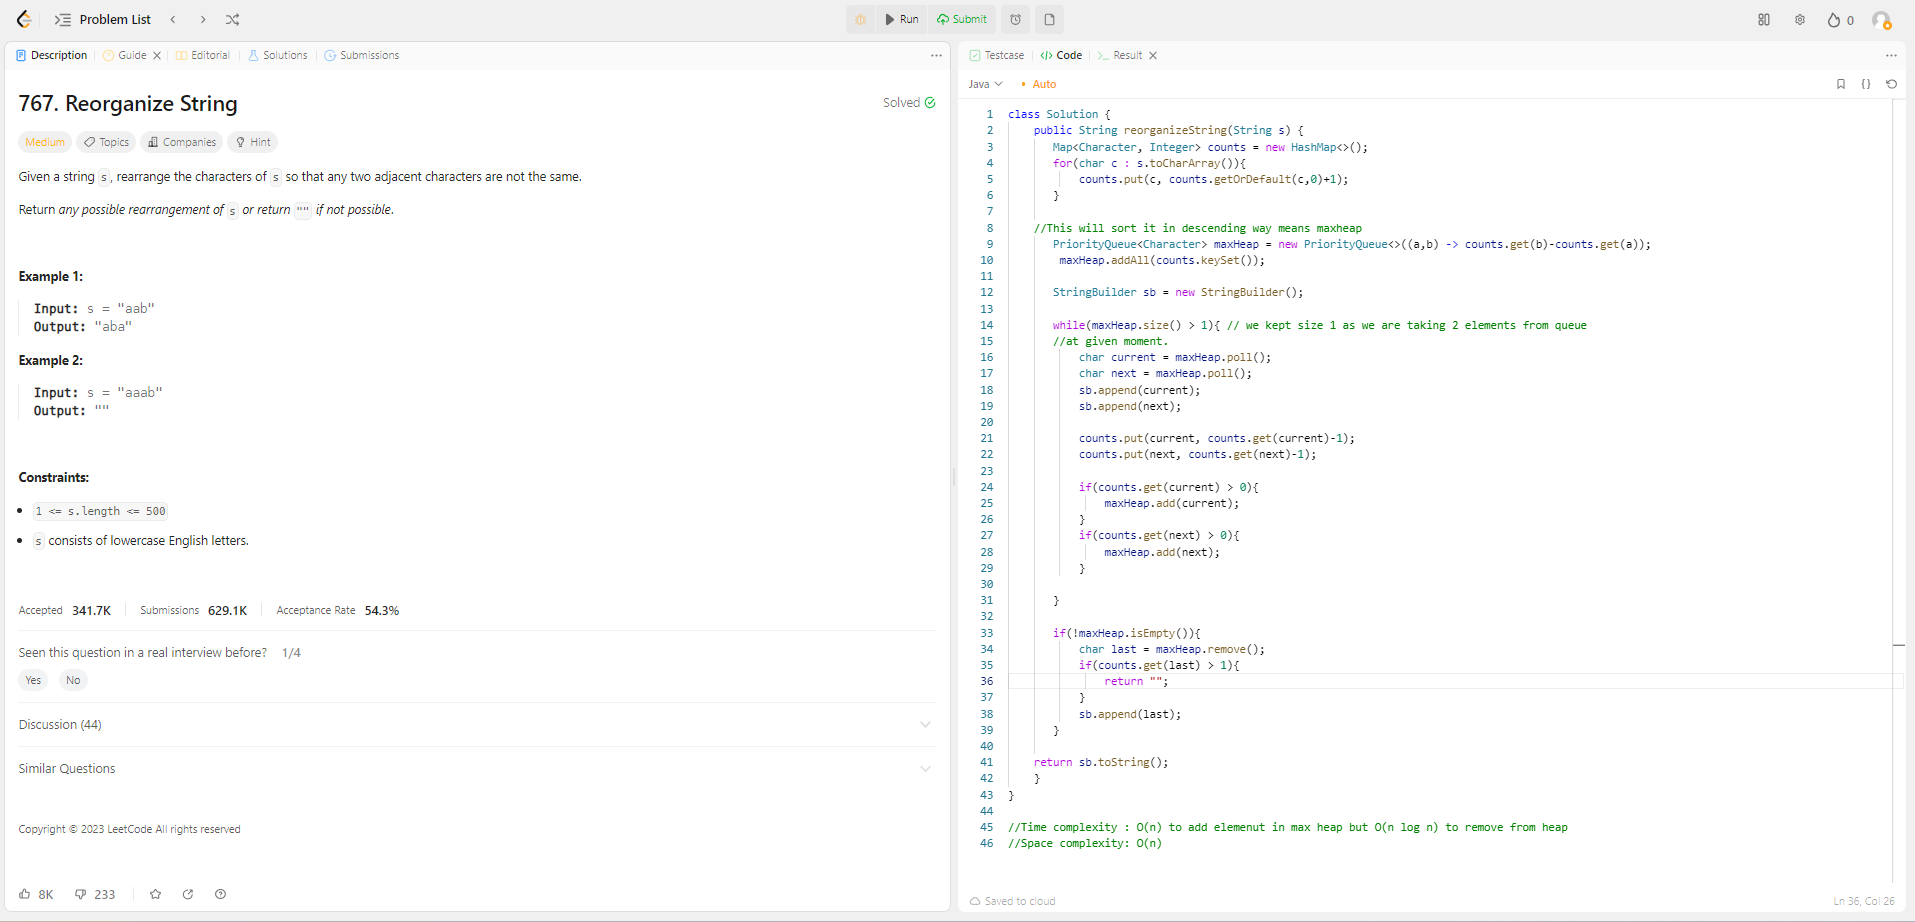 Problem List
Run
Submit
0
Description
Guide
Editorial
Solutions
Submissions
767. Reorganize String
Solved
Medium
Topics
Companies
Hint
Given a string s, rearrange the characters of s so that any two adjacent characters are not the same.
Return any possible rearrangement of s or return "" if not possible.
Example 1:
Input: s = "aab"
Output: "aba"
Example 2:
Input: s = "aaab"
Output: ""
Constraints:
1 <= s.length <= 500
s consists of lowercase English letters.
Accepted 341.7K Submissions 629.1K Acceptance Rate 54.3%
Seen this question in a real interview before? 1/4
Yes No
Discussion (44)
Similar Questions
Copyright © 2023 LeetCode All rights reserved
8K 233
Testcase
Code
Result
Java
Auto
1 class Solution {
2 public String reorganizeString(String s) {
3 Map<Character, Integer> counts = new HashMap<>();
4 for(char c : s.toCharArray()){
5 counts.put(c, counts.getOrDefault(c,0)+1);
6 }
7
8 //This will sort it in descending way means maxheap
9 PriorityQueue<Character> maxHeap = new PriorityQueue<>((a,b) -> counts.get(b)-counts.get(a));
10 maxHeap.addAll(counts.keySet());
11
12 StringBuilder sb = new StringBuilder();
13
14 while(maxHeap.size() > 1){ // we kept size 1 as we are taking 2 elements from queue
15 //at given moment.
16 char current = maxHeap.poll();
17 char next = maxHeap.poll();
18 sb.append(current);
19 sb.append(next);
20
21 counts.put(current, counts.get(current)-1);
22 counts.put(next, counts.get(next)-1);
23
24 if(counts.get(current) > 0){
25 maxHeap.add(current);
26 }
27 if(counts.get(next) > 0){
28 maxHeap.add(next);
29 }
30
31 }
32
33 if(!maxHeap.isEmpty()){
34 char last = maxHeap.remove();
35 if(counts.get(last) > 1){
36 return "";
37 }
38 sb.append(last);
39 }
40
41 return sb.toString();
42 }
43 }
44
45 //Time complexity : O(n) to add elemenut in max heap but O(n log n) to remove from heap
46 //Space complexity: O(n)
Saved to cloud
Ln 36, Col 26